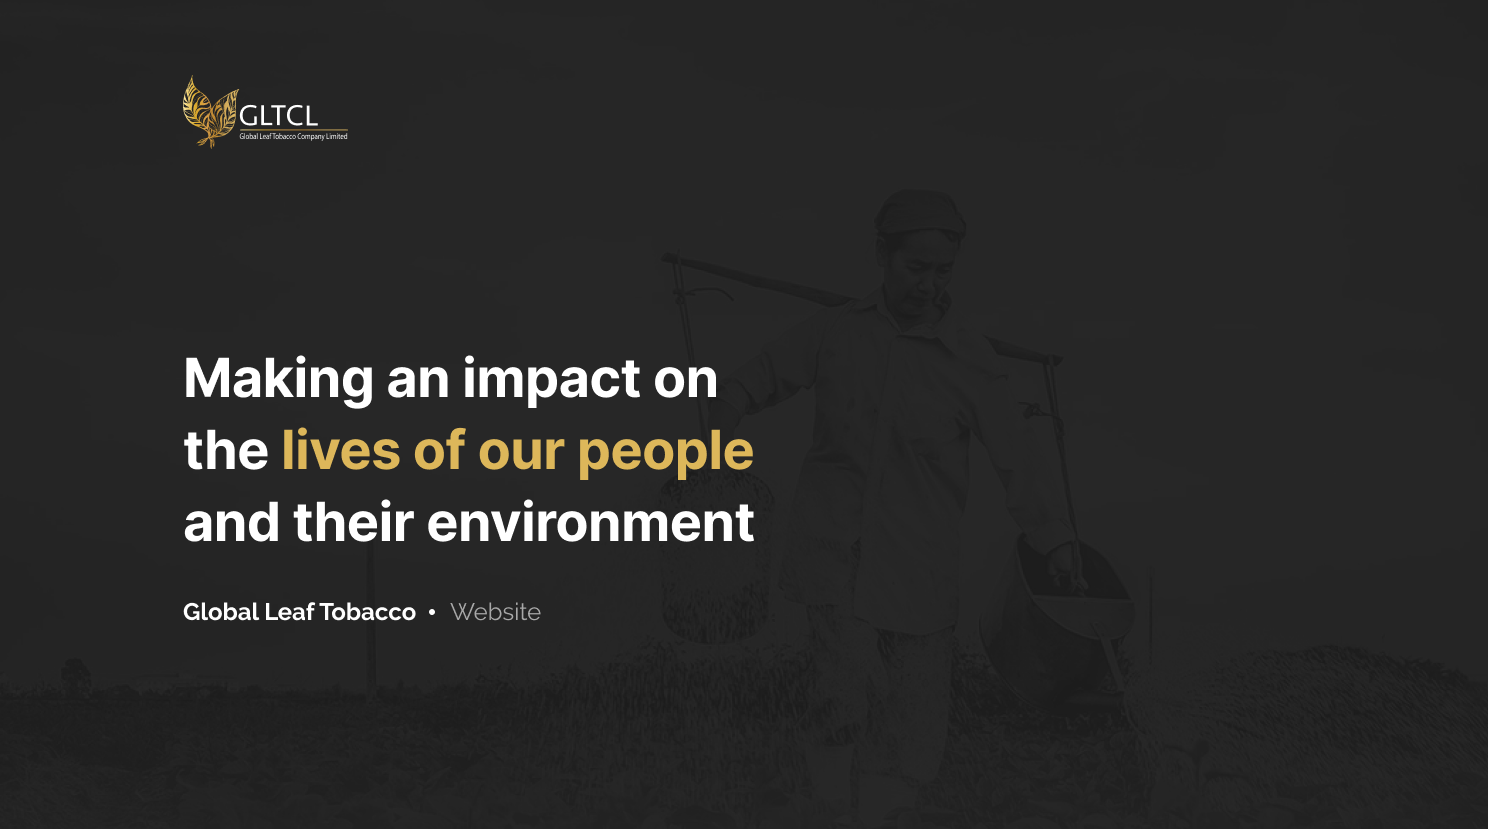 GLTCL
Global Leaf Tobacco Company Limited
Making an impact on
the lives of our people
and their environment
Global Leaf Tobacco • Website